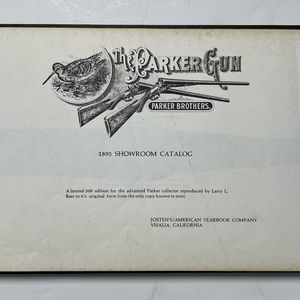 The PARKER GUN
PARKER BROTHERS.
1895 SHOWROOM CATALOG
A limited 500 edition for the advanced Parker collector reproduced by Larry L.
Baer in it's original form from the only copy known to exist.
JOSTEN'S/AMERICAN YEARBOOK COMPANY
VISALIA, CALIFORNIA